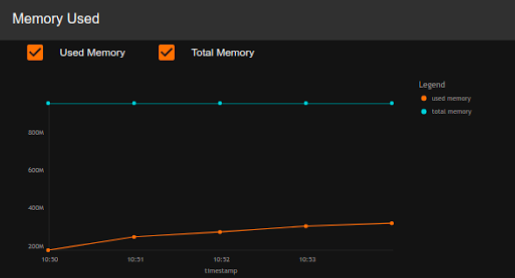 Memory Used
Used Memory
Total Memory
Legend
used memory
total memory
800M
600M
400M
200M
10:50
10:51
10:52
10:53
timestamp